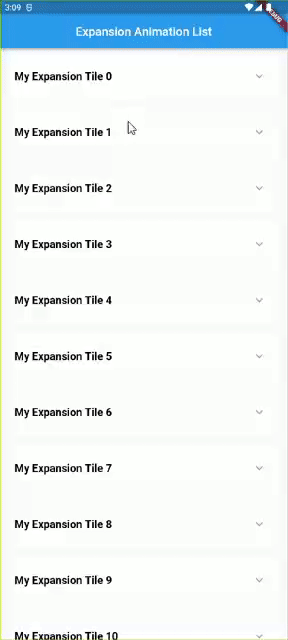 3:09
Expansion Animation List
My Expansion Tile 0
My Expansion Tile 1
My Expansion Tile 2
My Expansion Tile 3
My Expansion Tile 4
My Expansion Tile 5
My Expansion Tile 6
My Expansion Tile 7
My Expansion Tile 8
My Expansion Tile 9
My Expansion Tile 10